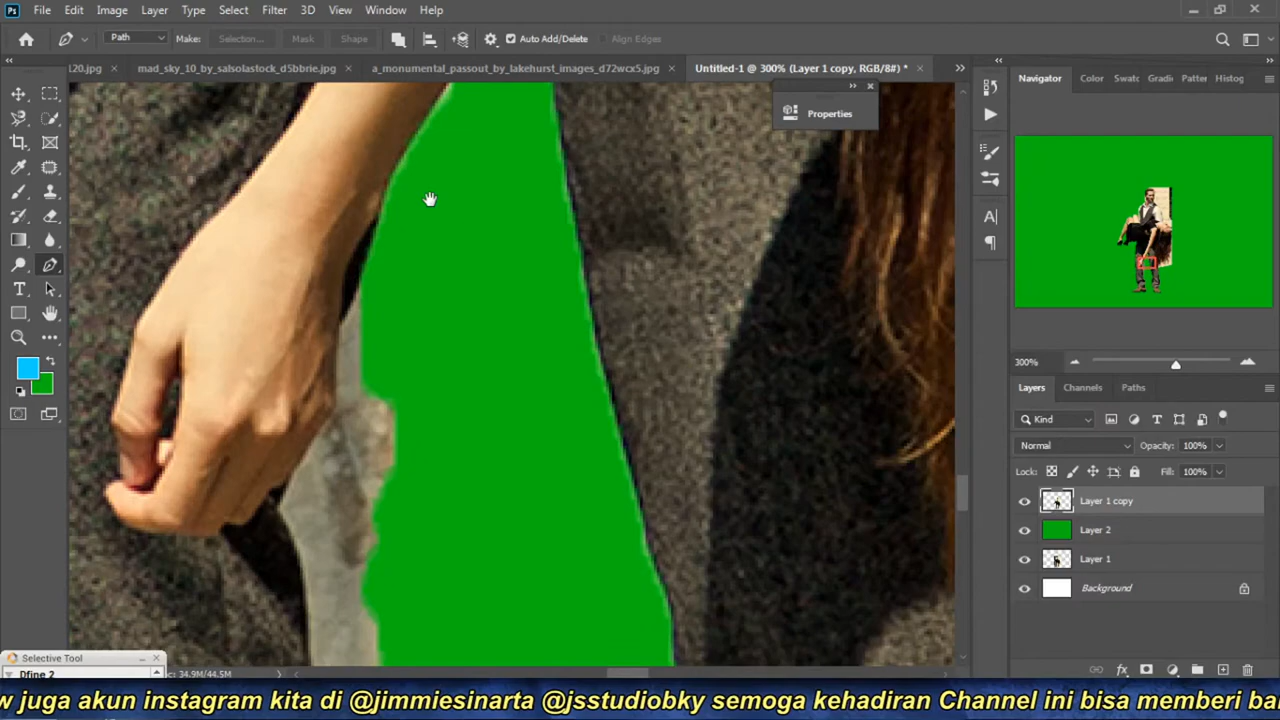 Ps File Edit Image Layer Type Select Filter 3D View Window Help
Path Make: Selection... Mask Shape Auto Add/Delete Align Edges
L20.jpg × mad_sky_10_by_salsolastock_d5bbrie.jpg × a_monumental_passout_by_lakehurst_images_d72wcx5.jpg × Untitled-1 @ 300% (Layer 1 copy, RGB/8#) * ×
Navigator Color Swatc Gradi Patter Histog
Properties
300%
Layers Channels Paths
Kind
Normal Opacity: 100%
Lock: Fill: 100%
Layer 1 copy
Layer 2
Layer 1
Background
Selective Tool
Dfine 2
34.9M/44.5M
w juga akun instagram kita di @jimmiesinarta @jsstudiobky semoga kehadiran Channel ini bisa memberi ba